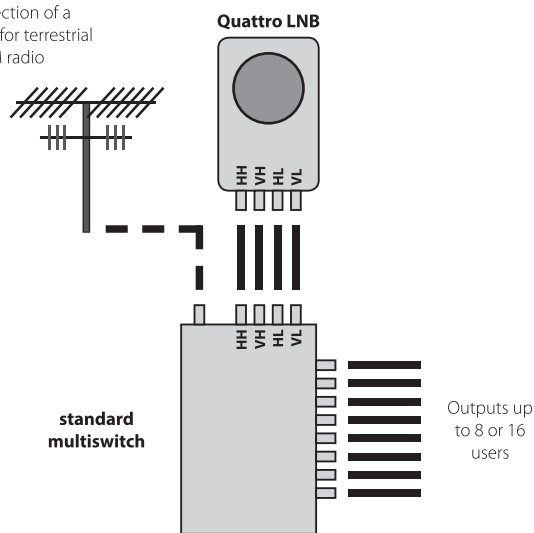 ection of a
for terrestrial
radio
Quattro LNB
HH VH HL VL
HH VH HL VL
standard
multiswitch
Outputs up
to 8 or 16
users